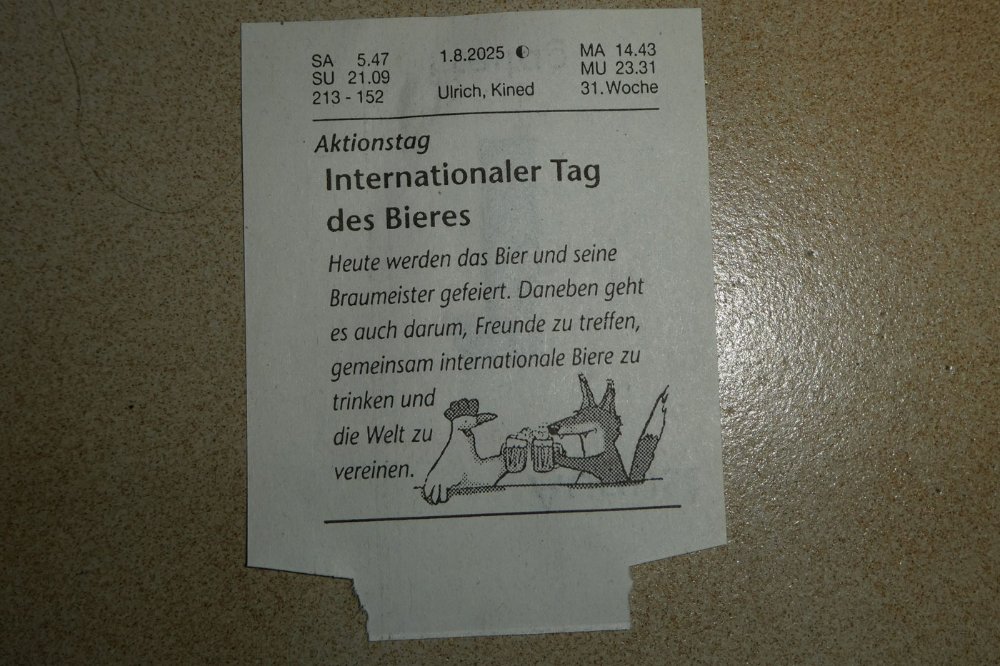 SA 5.47 1.8.2025 MA 14.43
SU 21.09 MU 23.31
213 - 152 Ulrich, Kined 31. Woche
Aktionstag
Internationaler Tag
des Bieres
Heute werden das Bier und seine
Braumeister gefeiert. Daneben geht
es auch darum, Freunde zu treffen,
gemeinsam internationale Biere zu
trinken und
die Welt zu
vereinen.